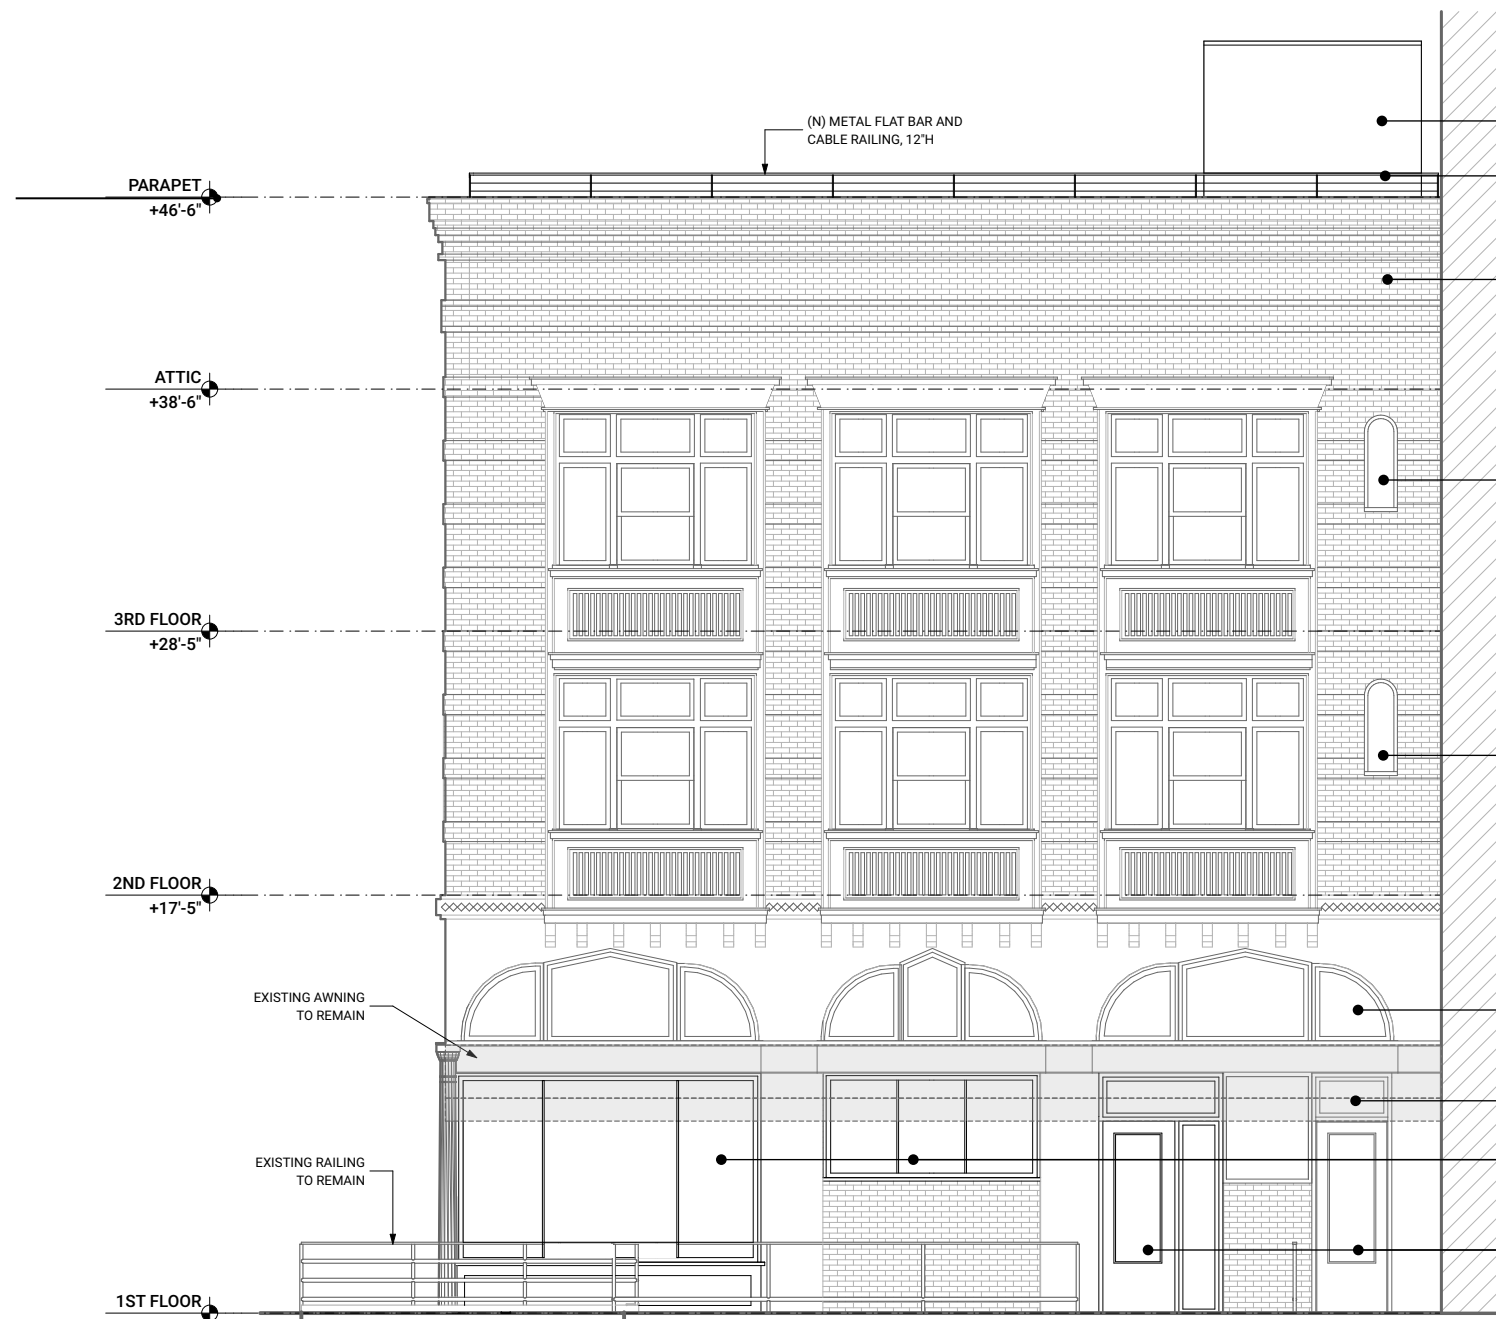 (N) METAL FLAT BAR AND
CABLE RAILING, 12"H
PARAPET
+46'-6"
ATTIC
+38'-6"
3RD FLOOR
+28'-5"
2ND FLOOR
+17'-5"
EXISTING AWNING
TO REMAIN
EXISTING RAILING
TO REMAIN
1ST FLOOR